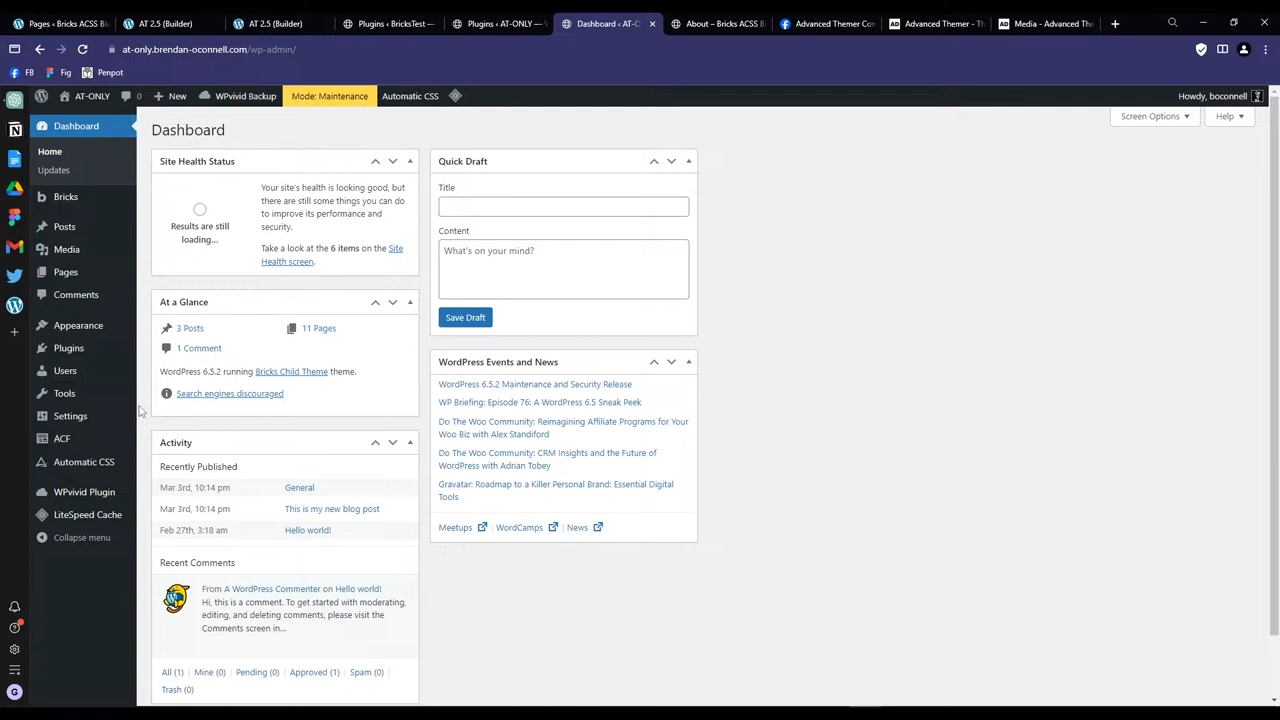 Pages < Bricks ACSS Bl
AT 2.5 (Builder)
AT 2.5 (Builder)
Plugins < BricksTest —
Plugins < AT-ONLY —
Dashboard < AT-O
About – Bricks ACSS B
Advanced Themer Con
Advanced Themer - Th
Media - Advanced The
at-only.brendan-oconnell.com/wp-admin/
FB
Fig
Penpot
AT-ONLY
0
New
WPvivid Backup
Mode: Maintenance
Automatic CSS
Howdy, boconnell
Dashboard
Home
Updates
Bricks
Posts
Media
Pages
Comments
Appearance
Plugins
Users
Tools
Settings
ACF
Automatic CSS
WPvivid Plugin
LiteSpeed Cache
Collapse menu
G
Screen Options
Help
Dashboard
Site Health Status
Results are still
loading...
Your site's health is looking good, but
there are still some things you can do
to improve its performance and
security.
Take a look at the 6 items on the Site
Health screen.
At a Glance
3 Posts
11 Pages
1 Comment
WordPress 6.5.2 running Bricks Child Theme theme.
Search engines discouraged
Activity
Recently Published
Mar 3rd, 10:14 pm
General
Mar 3rd, 10:14 pm
This is my new blog post
Feb 27th, 3:18 am
Hello world!
Recent Comments
From A WordPress Commenter on Hello world!
Hi, this is a comment. To get started with moderating,
editing, and deleting comments, please visit the
Comments screen in...
All (1) | Mine (0) | Pending (0) | Approved (1) | Spam (0) |
Trash (0)
Quick Draft
Title
Content
What's on your mind?
Save Draft
WordPress Events and News
WordPress 6.5.2 Maintenance and Security Release
WP Briefing: Episode 76: A WordPress 6.5 Sneak Peek
Do The Woo Community: Reimagining Affiliate Programs for Your
Woo Biz with Alex Standiford
Do The Woo Community: CRM Insights and the Future of
WordPress with Adrian Tobey
Gravatar: Roadmap to a Killer Personal Brand: Essential Digital
Tools
Meetups | WordCamps | News